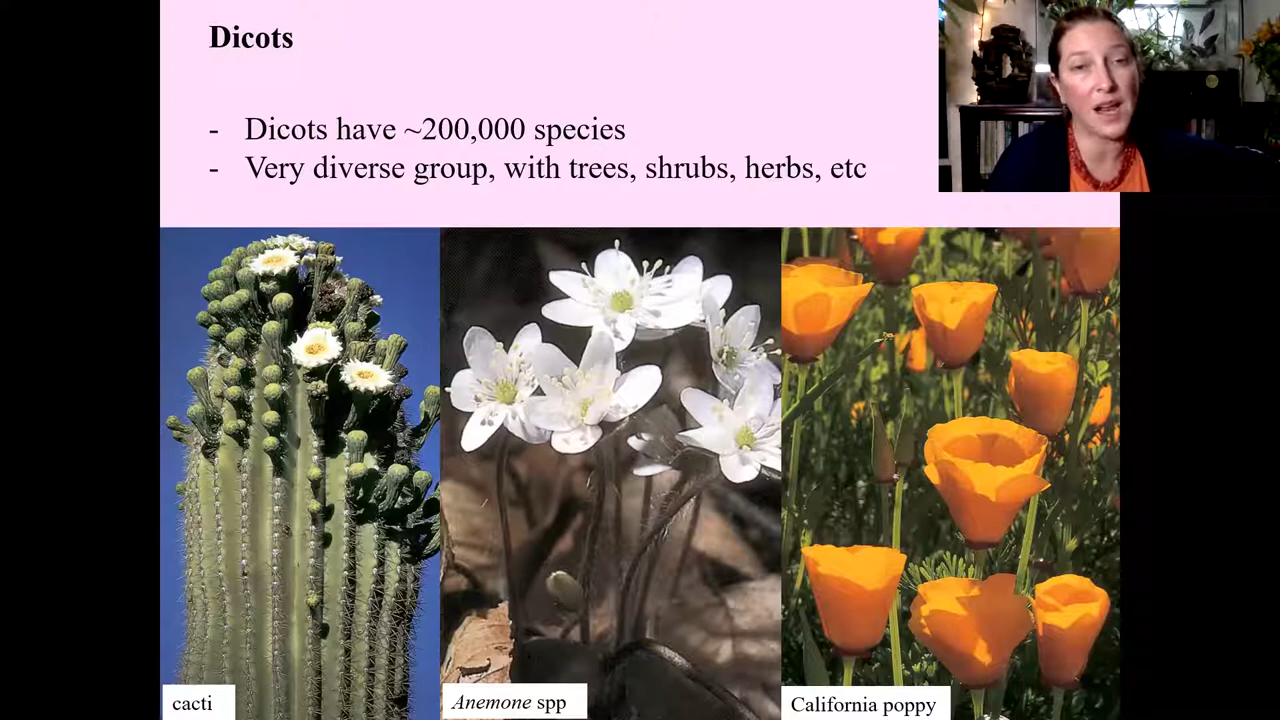 Dicots
- Dicots have ~200,000 species
- Very diverse group, with trees, shrubs, herbs, etc
cacti
Anemone spp
California poppy